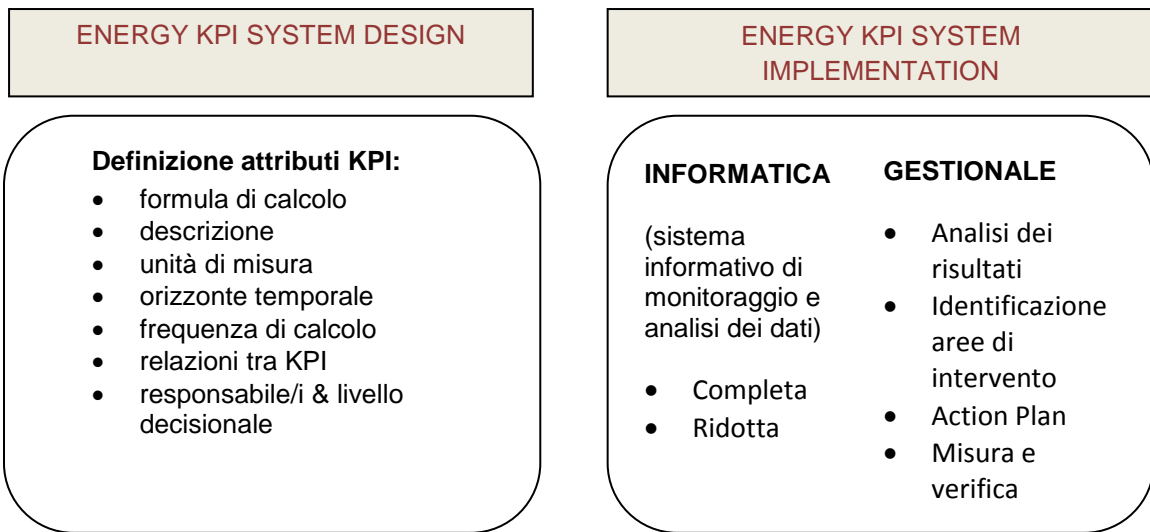 ENERGY KPI SYSTEM DESIGN
Definizione attributi KPI:
• formula di calcolo
• descrizione
• unità di misura
• orizzonte temporale
• frequenza di calcolo
• relazioni tra KPI
• responsabile/i & livello
decisionale
ENERGY KPI SYSTEM
IMPLEMENTATION
INFORMATICA
(sistema
informativo di
monitoraggio e
analisi dei dati)
• Completa
• Ridotta
GESTIONALE
• Analisi dei
risultati
• Identificazione
aree di
intervento
• Action Plan
• Misura e
verifica